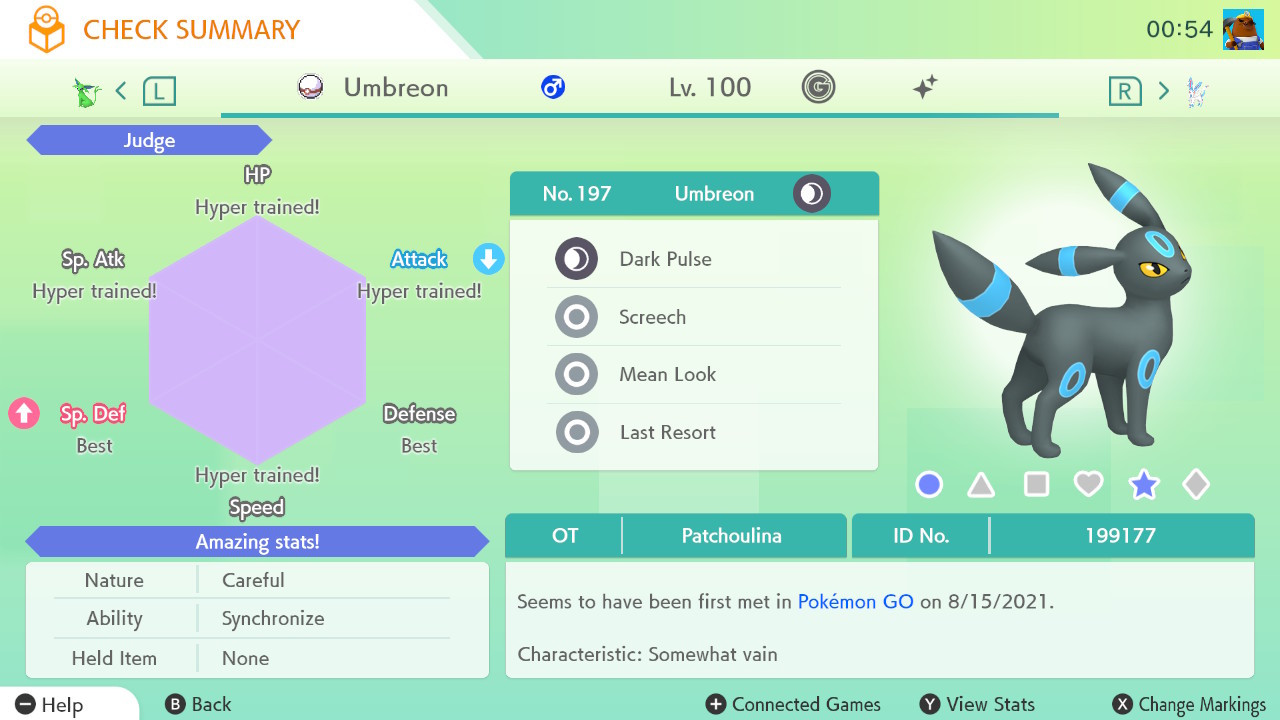 CHECK SUMMARY
00:54
L
Umbreon
Lv. 100
G
R
Judge
HP
Hyper trained!
Sp. Atk
Hyper trained!
Attack
Hyper trained!
Sp. Def
Best
Defense
Best
Hyper trained!
Speed
Amazing stats!
Nature Careful
Ability Synchronize
Held Item None
No. 197 Umbreon
Dark Pulse
Screech
Mean Look
Last Resort
OT Patchoulina ID No. 199177
Seems to have been first met in Pokémon GO on 8/15/2021.
Characteristic: Somewhat vain
Help
B Back
Connected Games
Y View Stats
X Change Markings